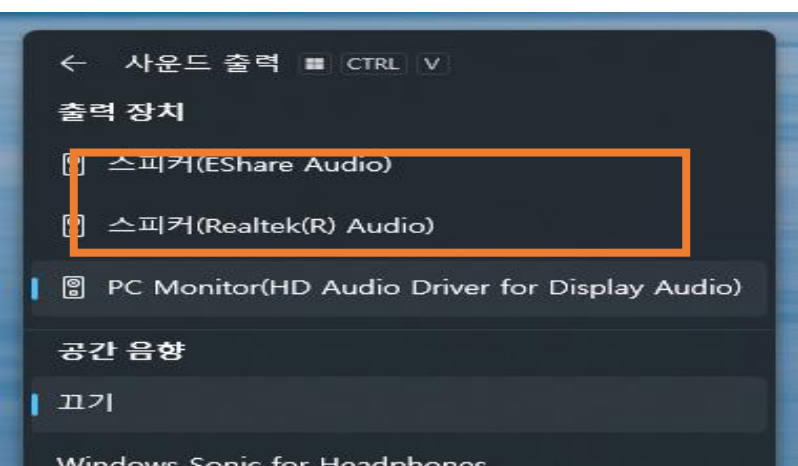 ← 사운드 출력 CTRL V
출력 장치
스피커(EShare Audio)
스피커(Realtek(R) Audio)
PC Monitor(HD Audio Driver for Display Audio)
공간 음향
끄기
Windows Sonic for Headphones